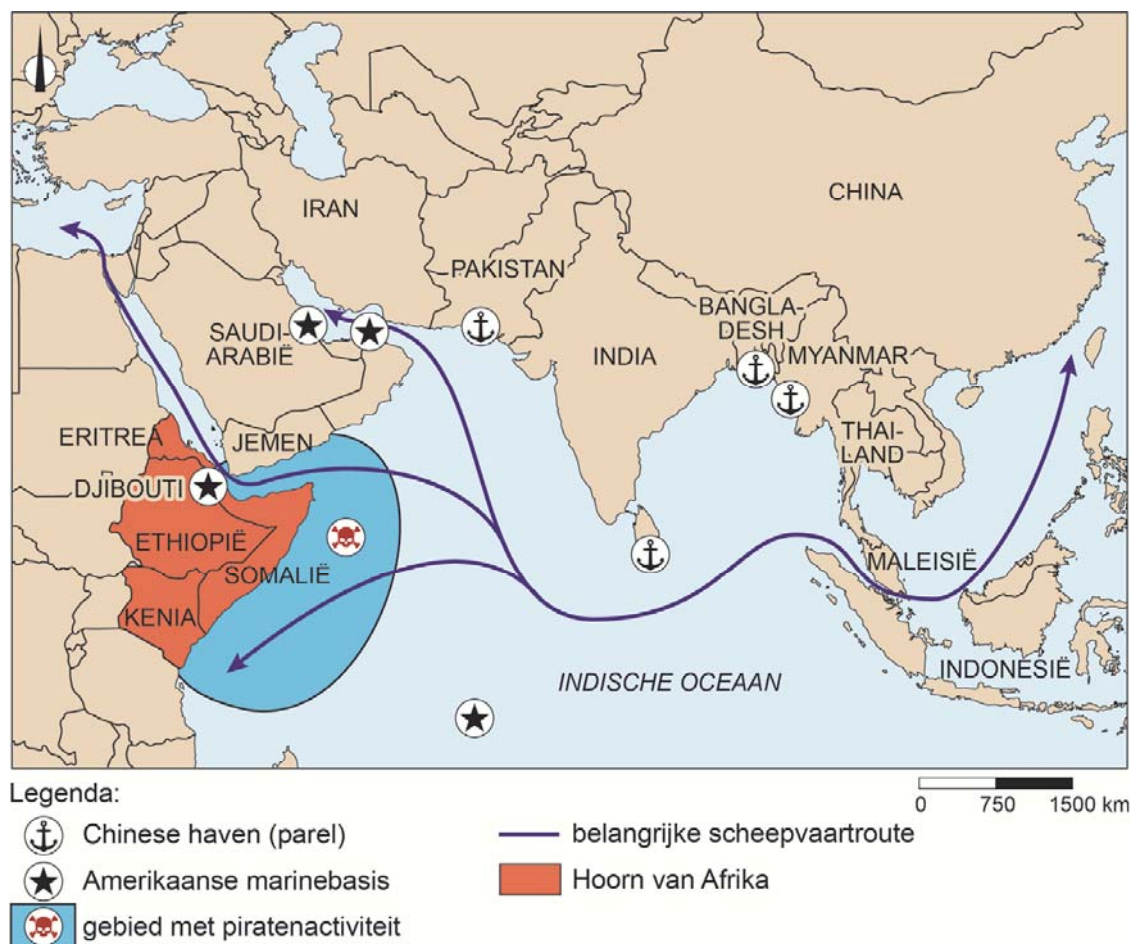 CHINA
IRAN
PAKISTAN
BANGLA-
DESH
SAUDI-
ARABIË
INDIA
MYANMAR
THAI-
LAND
ERITREA
JEMEN
DJIBOUTI
ETHIOPIË
SOMALIË
MALEISIË
KENIA
INDONESIË
INDISCHE OCEAAN
Legenda:
0 750 1500 km
Chinese haven (parel)
belangrijke scheepvaartroute
Amerikaanse marinebasis
Hoorn van Afrika
gebied met piratenactiviteit